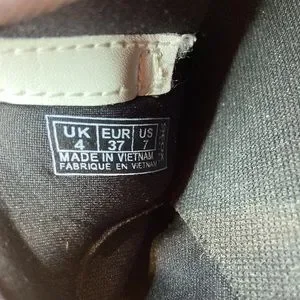 UK EUR US
4 37 7
MADE IN VIETNAM
FABRIQUE EN VIETNAM